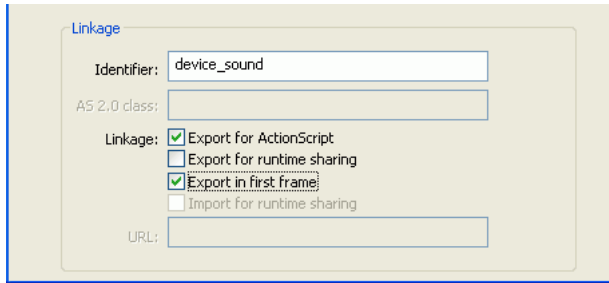 Linkage
Identifier: device_sound
AS 2.0 class:
Linkage: Export for ActionScript
Export for runtime sharing
Export in first frame
Import for runtime sharing
URL: